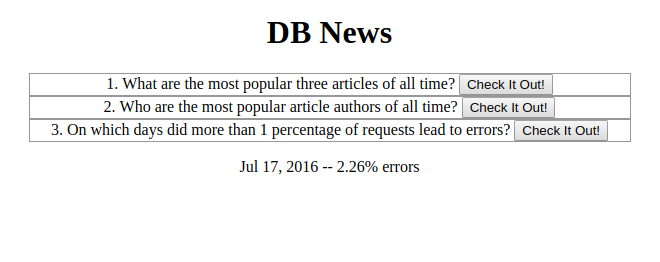 DB News
1. What are the most popular three articles of all time? Check It Out!
2. Who are the most popular article authors of all time? Check It Out!
3. On which days did more than 1 percentage of requests lead to errors? Check It Out!
Jul 17, 2016 -- 2.26% errors